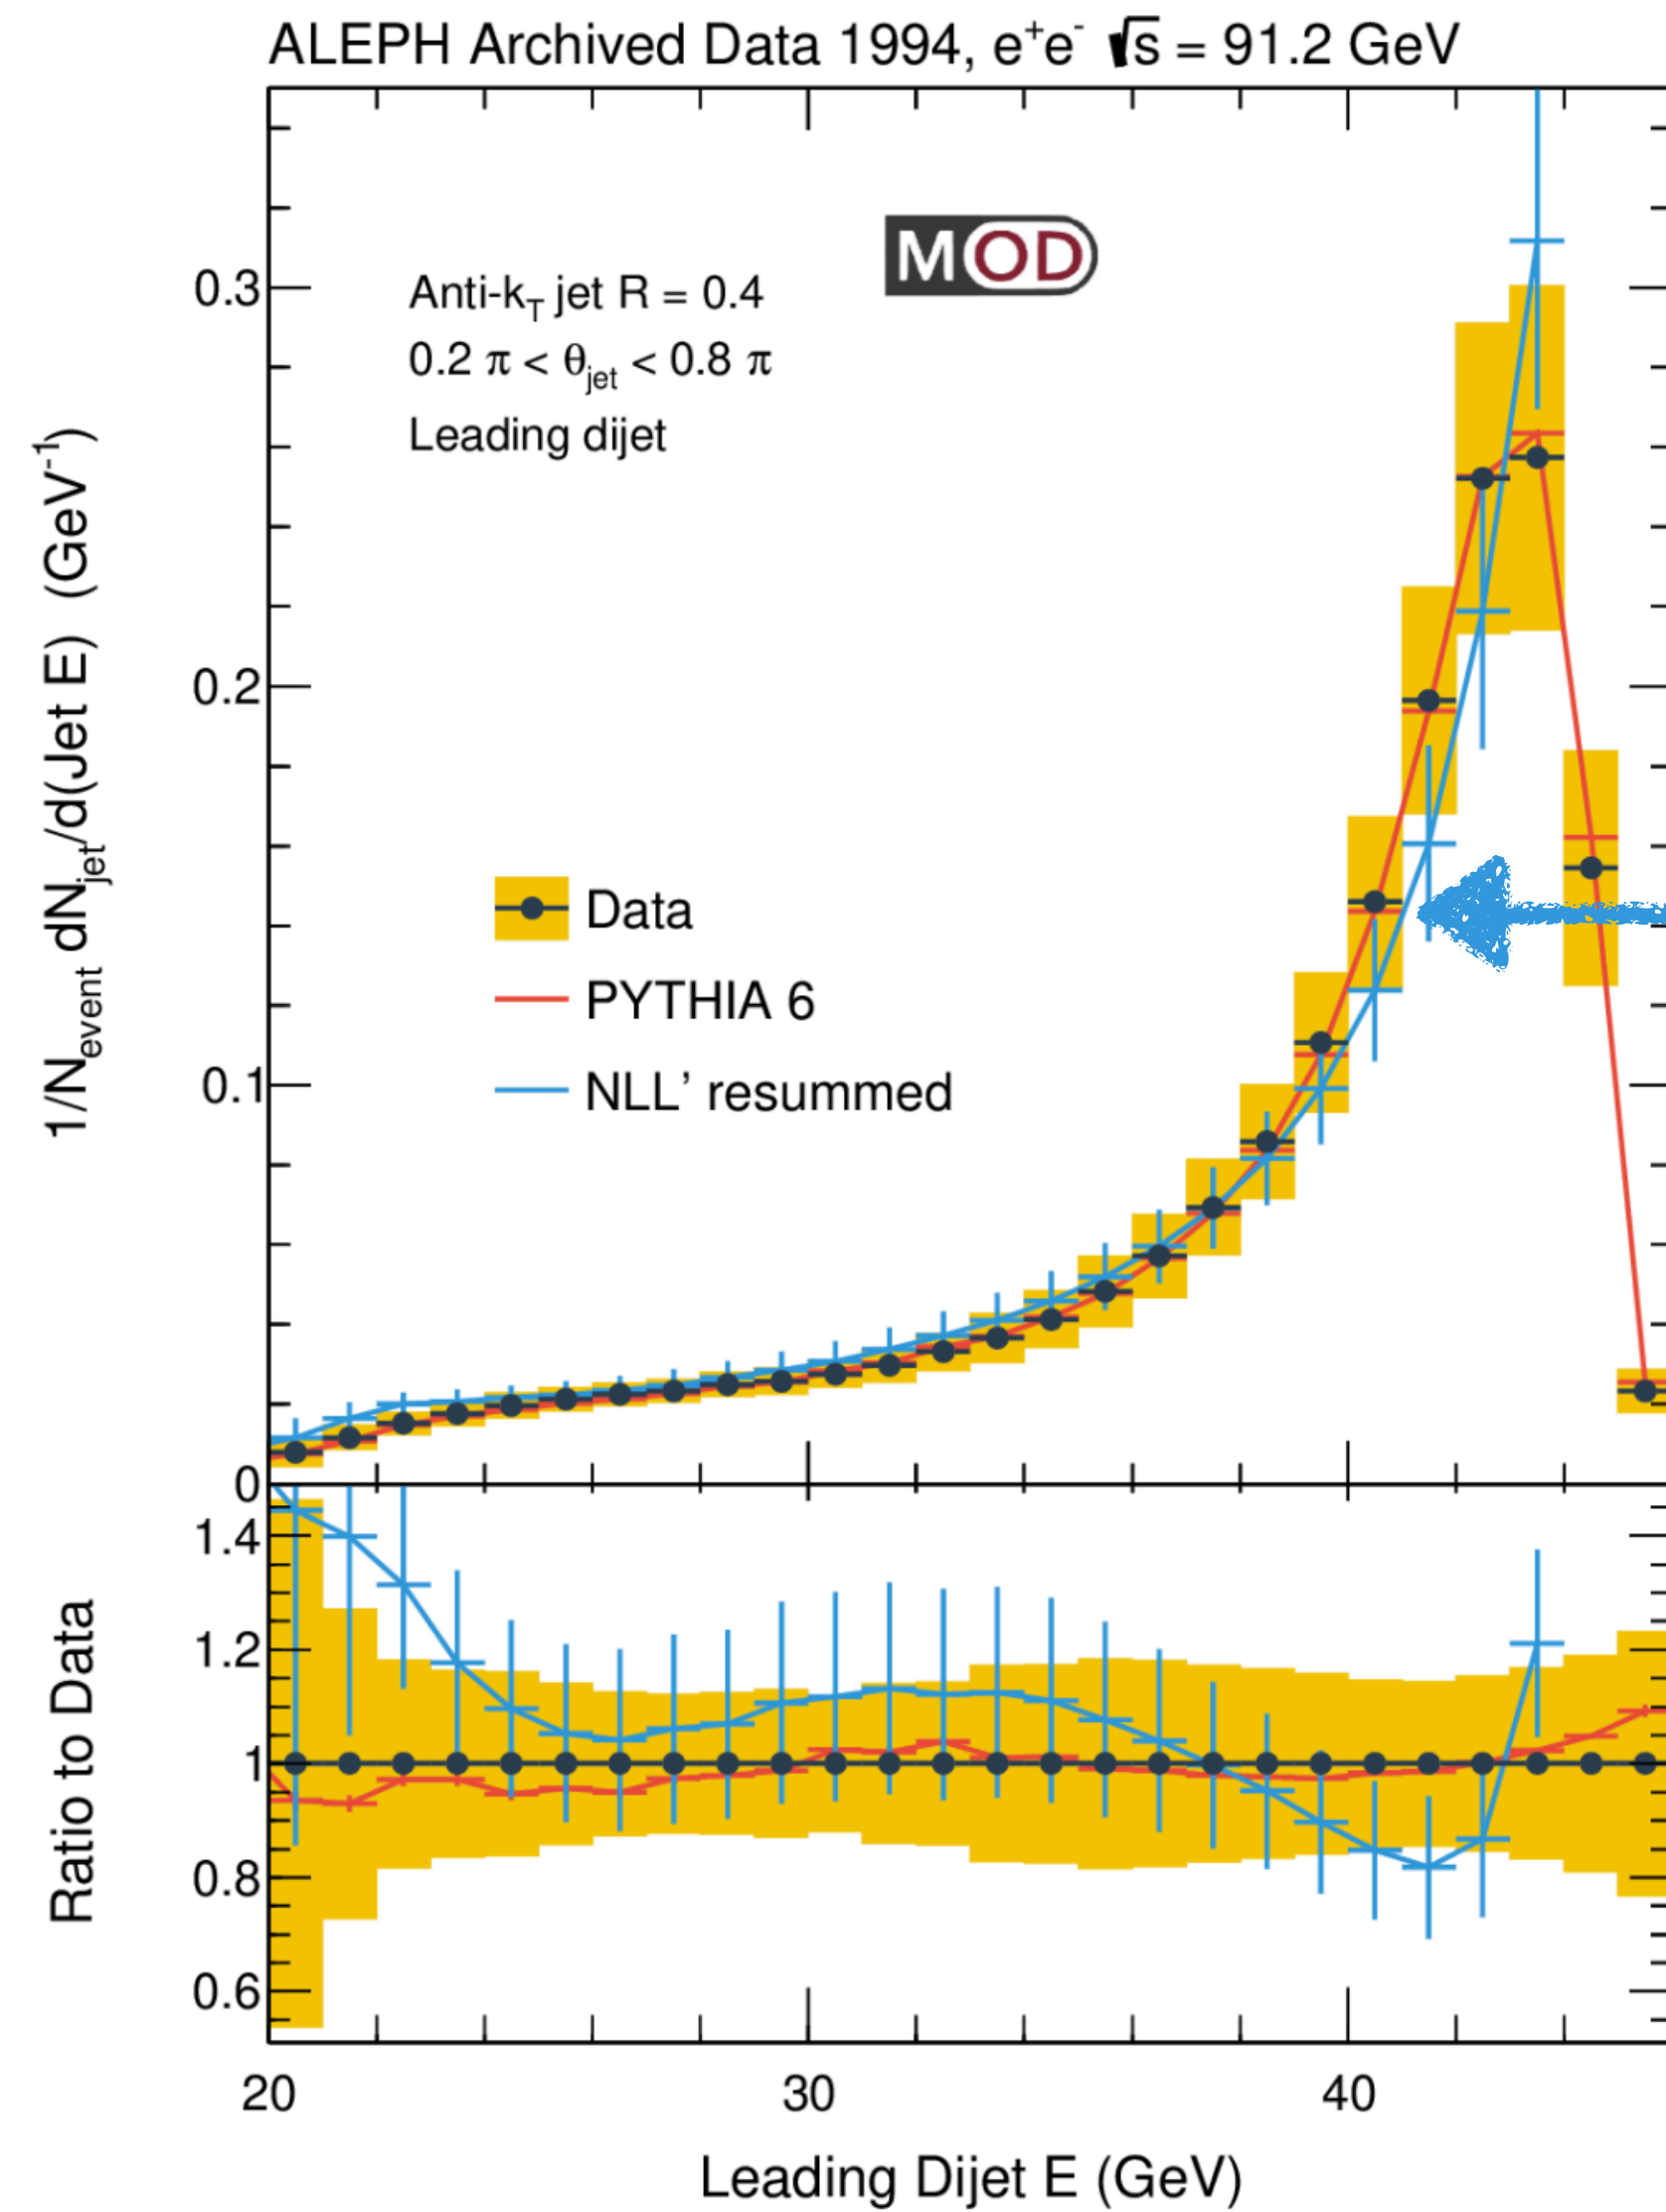 ALEPH Archived Data 1994, e⁺e⁻ √s = 91.2 GeV
MOD
Anti-k_T jet R = 0.4
0.2 π < θ_jet < 0.8 π
Leading dijet
Data
PYTHIA 6
NLL’ resummed
1/N_event dN_jet/d(Jet E) (GeV⁻¹)
0.3
0.2
0.1
0
Ratio to Data
1.4
1.2
1
0.8
0.6
20 30 40
Leading Dijet E (GeV)